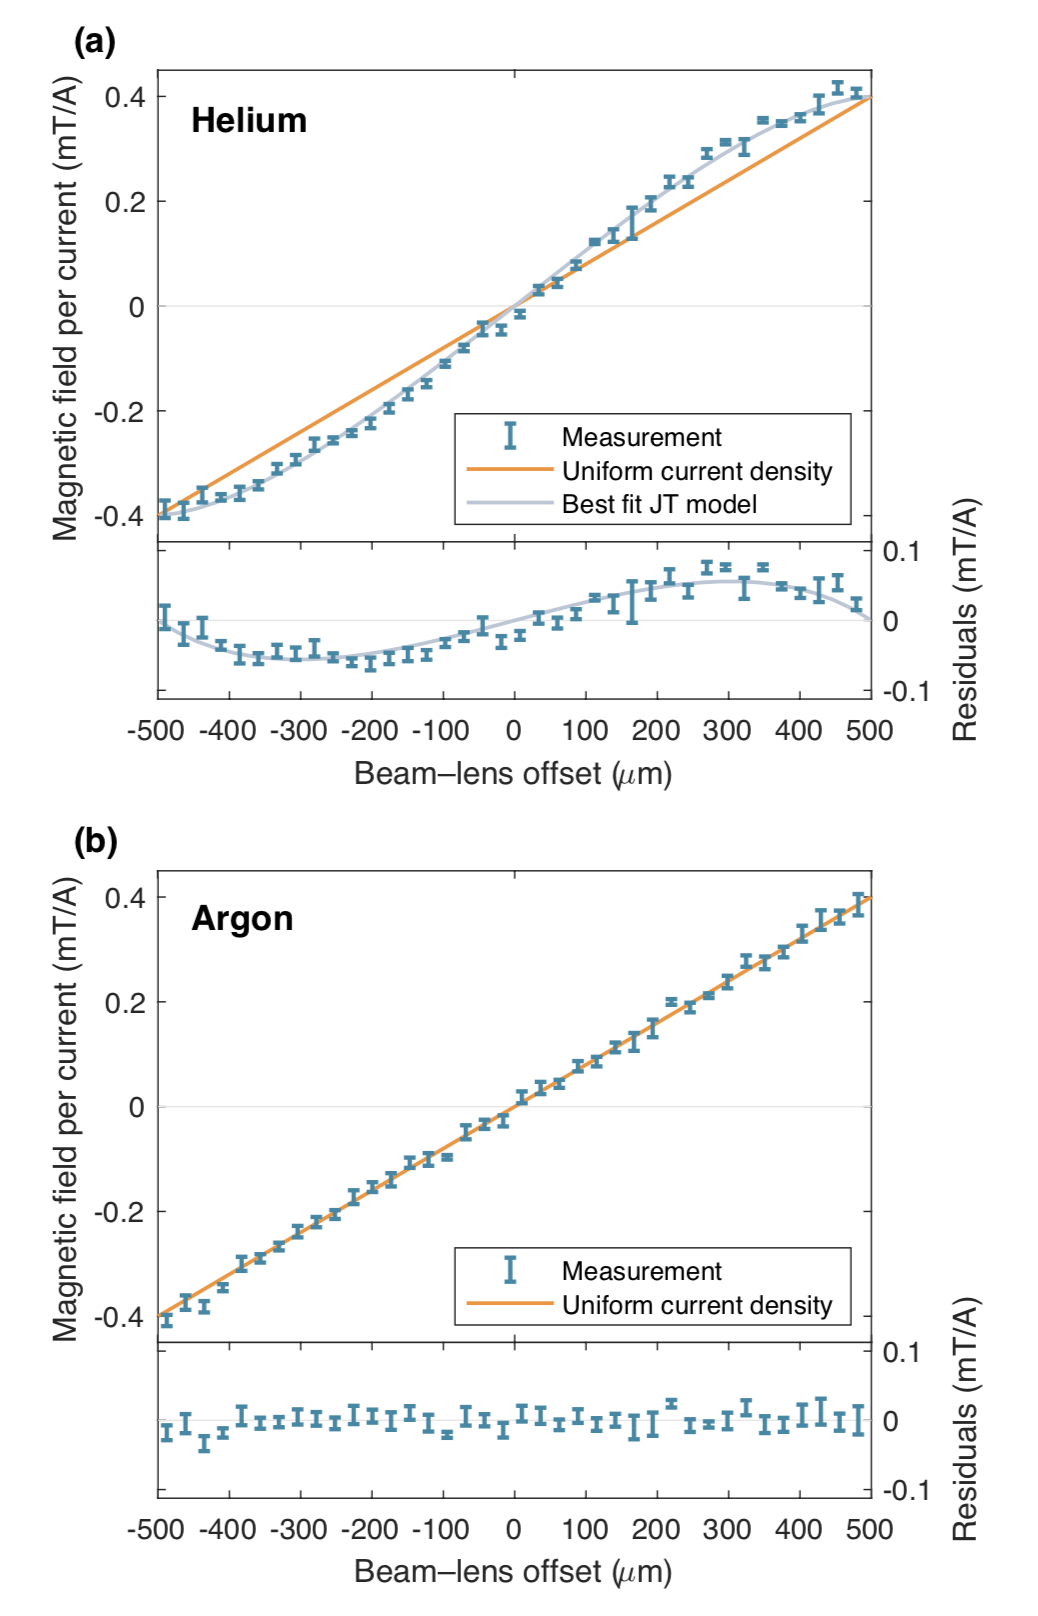 (a)
Helium
Magnetic field per current (mT/A)
0.4
0.2
0
-0.2
-0.4
Measurement
Uniform current density
Best fit JT model
0.1
0
-0.1
Residuals (mT/A)
-500 -400 -300 -200 -100 0 100 200 300 400 500
Beam–lens offset (μm)
(b)
Argon
Magnetic field per current (mT/A)
0.4
0.2
0
-0.2
-0.4
Measurement
Uniform current density
0.1
0
-0.1
Residuals (mT/A)
-500 -400 -300 -200 -100 0 100 200 300 400 500
Beam–lens offset (μm)